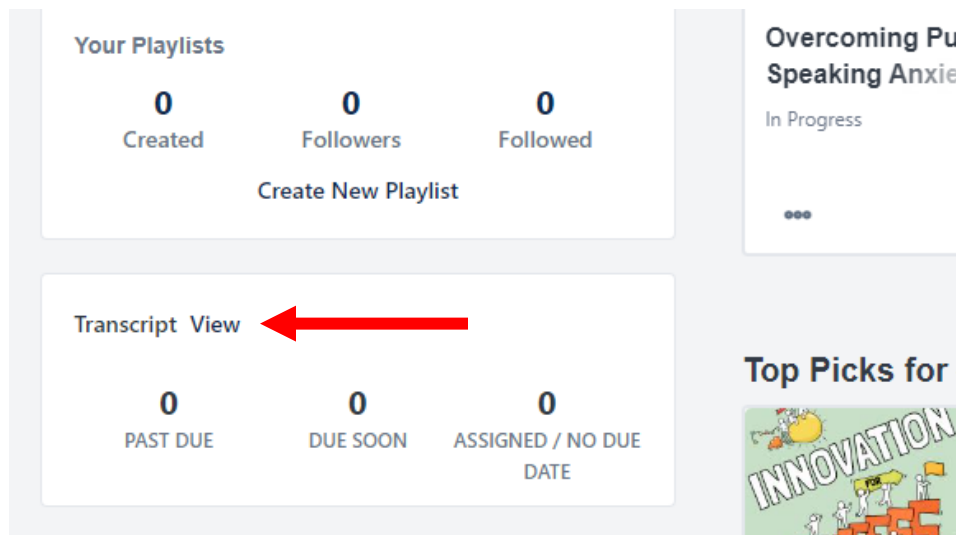 Your Playlists
0 0 0
Created Followers Followed
Create New Playlist
Transcript View
0 0 0
PAST DUE DUE SOON ASSIGNED / NO DUE
DATE
Overcoming Pu
Speaking Anxie
In Progress
Top Picks for
INNOVATION
FOR